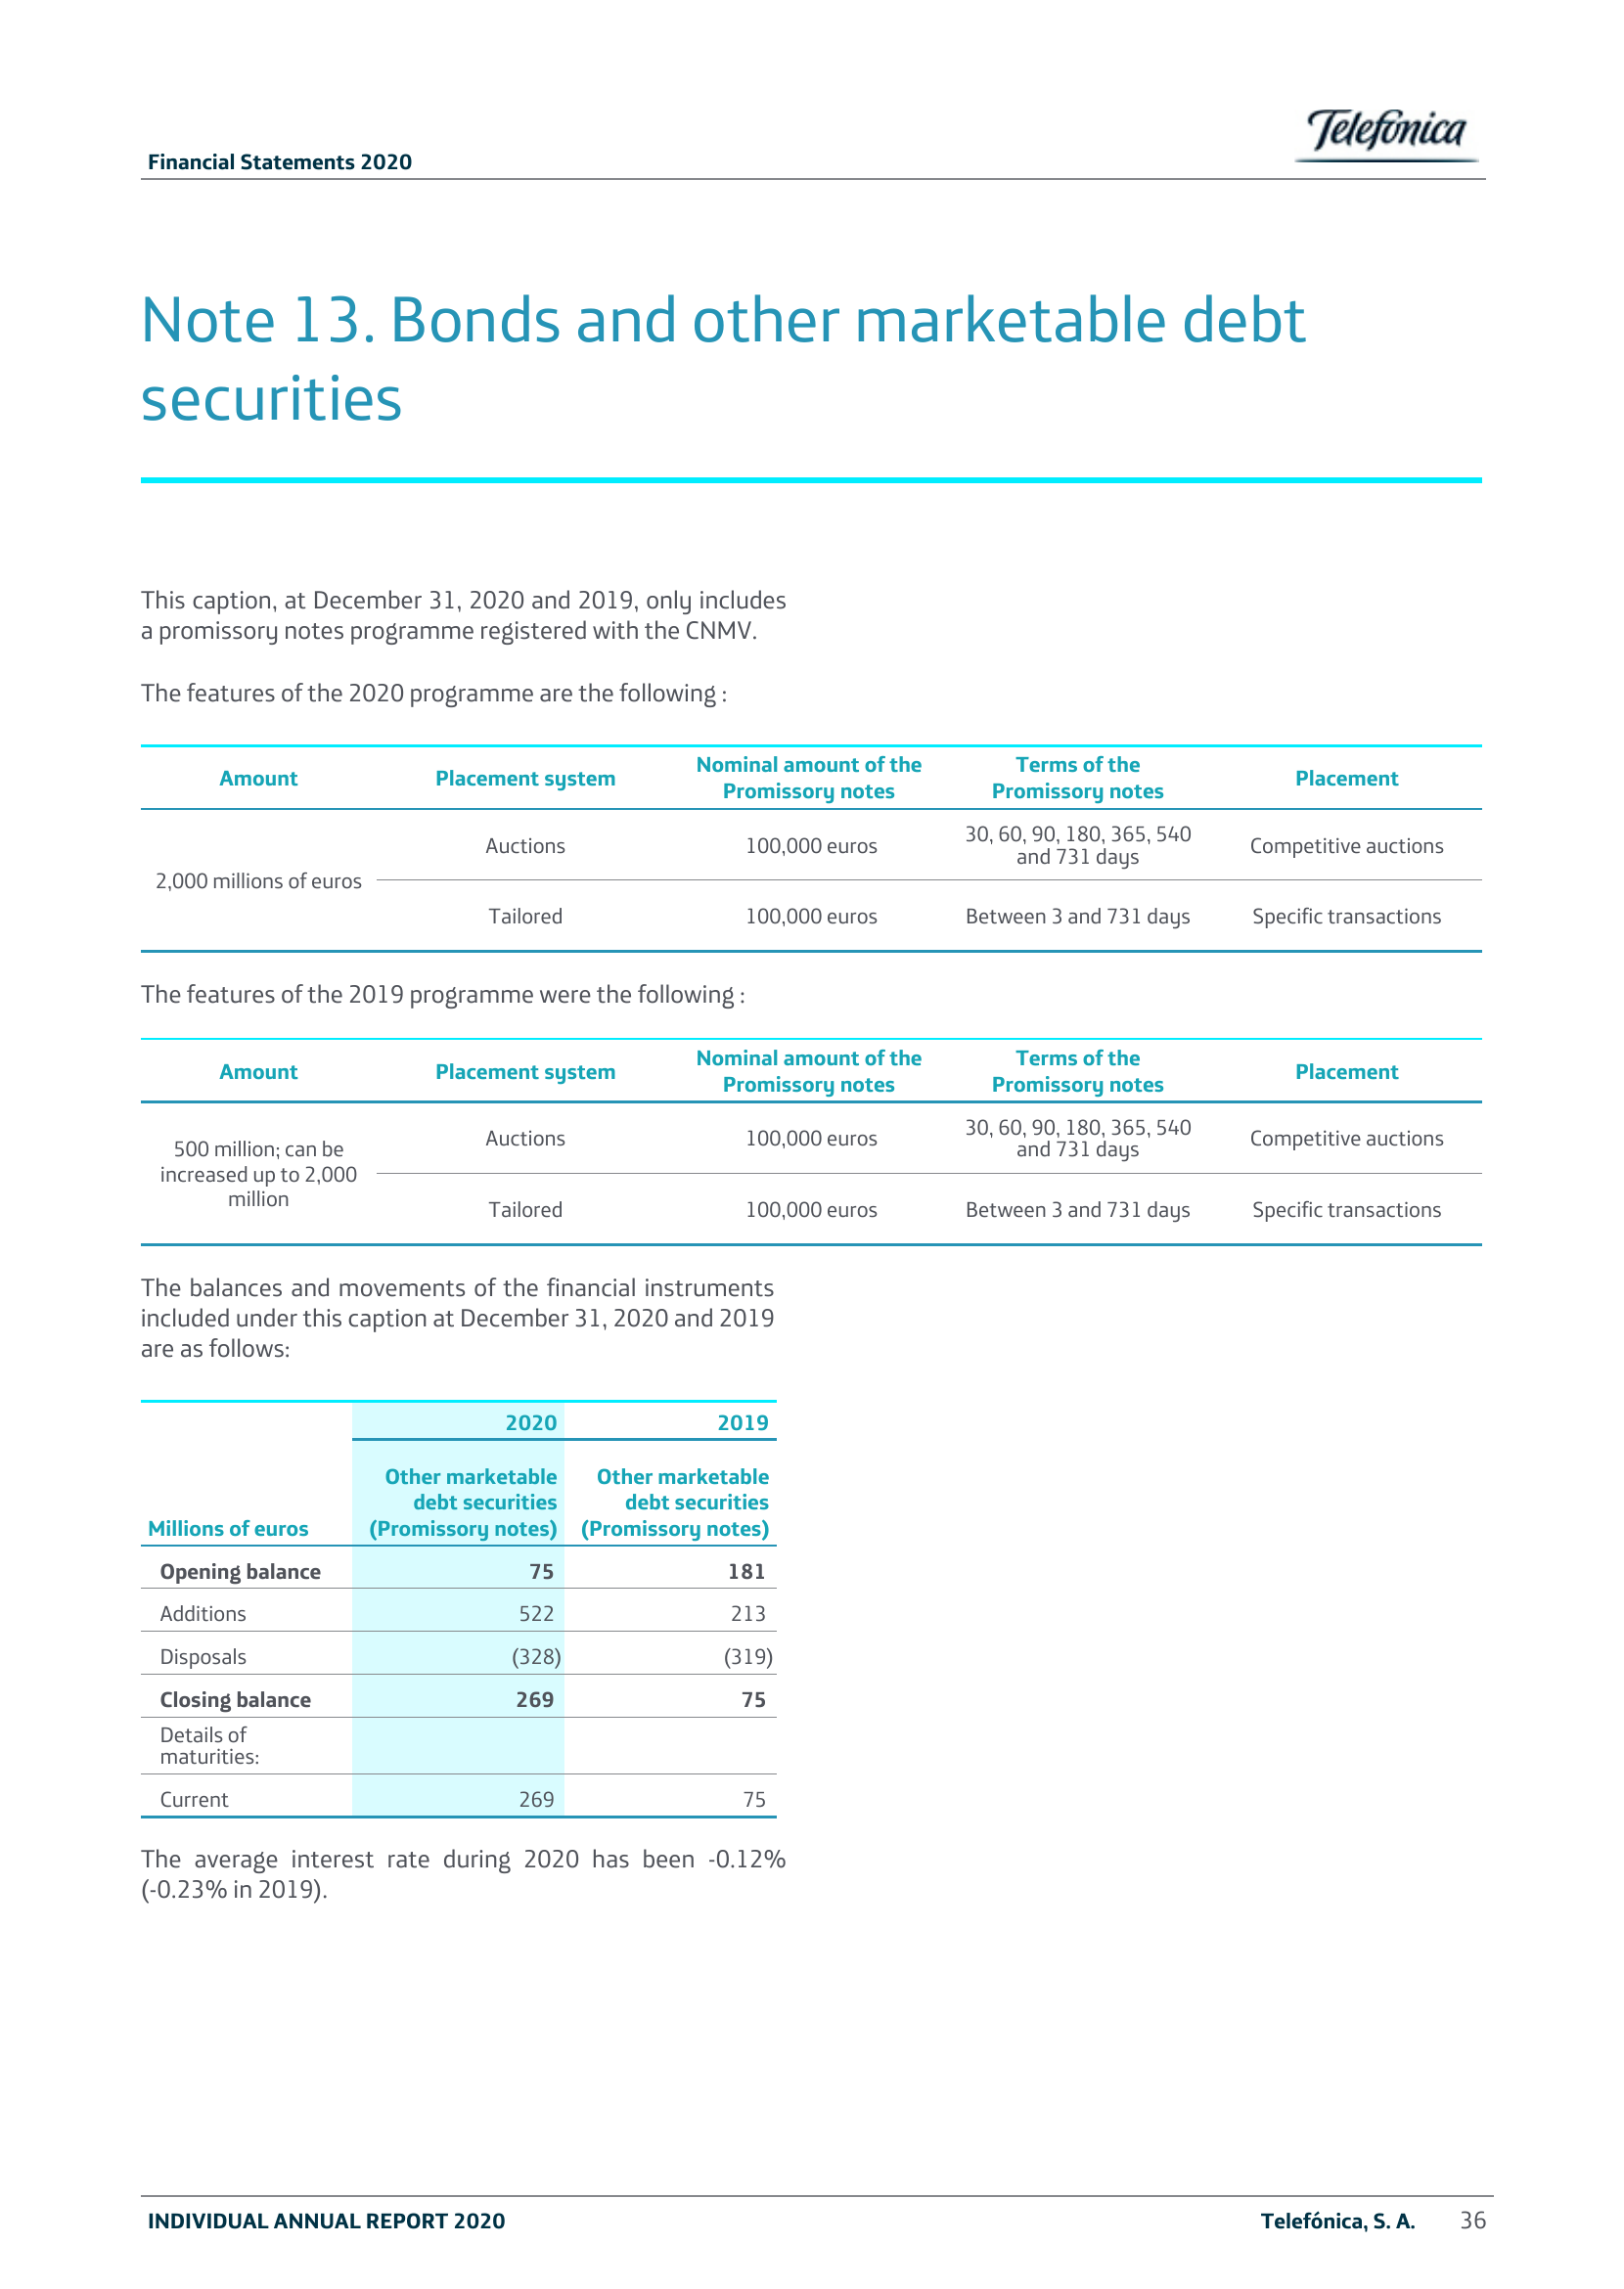 Telefónica
Financial Statements 2020
Note 13. Bonds and other marketable debt
securities
This caption, at December 31, 2020 and 2019, only includes
a promissory notes programme registered with the CNMV.
The features of the 2020 programme are the following :
Amount Placement system Nominal amount of the Promissory notes Terms of the Promissory notes Placement
2,000 millions of euros
Auctions 100,000 euros 30, 60, 90, 180, 365, 540 and 731 days Competitive auctions
Tailored 100,000 euros Between 3 and 731 days Specific transactions
The features of the 2019 programme were the following :
Amount Placement system Nominal amount of the Promissory notes Terms of the Promissory notes Placement
500 million; can be
increased up to 2,000
million
Auctions 100,000 euros 30, 60, 90, 180, 365, 540 and 731 days Competitive auctions
Tailored 100,000 euros Between 3 and 731 days Specific transactions
The balances and movements of the financial instruments
included under this caption at December 31, 2020 and 2019
are as follows:
2020 2019
Millions of euros Other marketable debt securities (Promissory notes) Other marketable debt securities (Promissory notes)
Opening balance 75 181
Additions 522 213
Disposals (328) (319)
Closing balance 269 75
Details of
maturities:
Current 269 75
The average interest rate during 2020 has been -0.12%
(-0.23% in 2019).
INDIVIDUAL ANNUAL REPORT 2020 Telefónica, S. A. 36